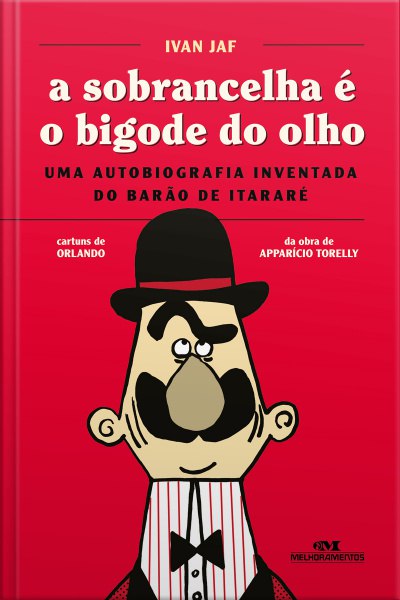 IVAN JAF
a sobrancelha é
o bigode do olho
UMA AUTOBIOGRAFIA INVENTADA
DO BARÃO DE ITARARÉ
cartuns de
ORLANDO
da obra de
APPARÍCIO TORELLY
MELHORAMENTOS